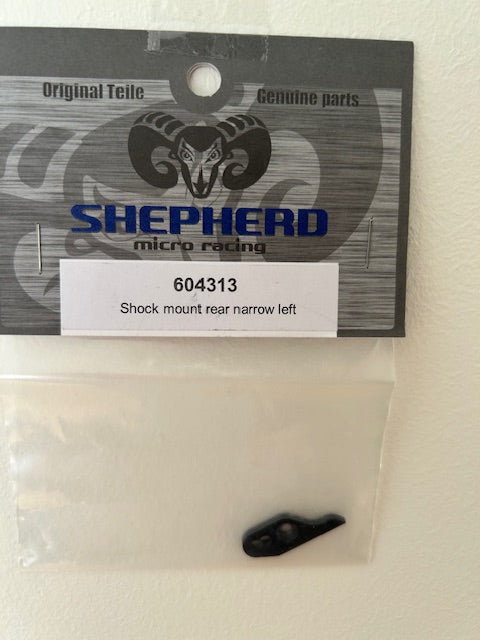 Original Teile
Genuine parts
SHEPHERD
micro racing
604313
Shock mount rear narrow left